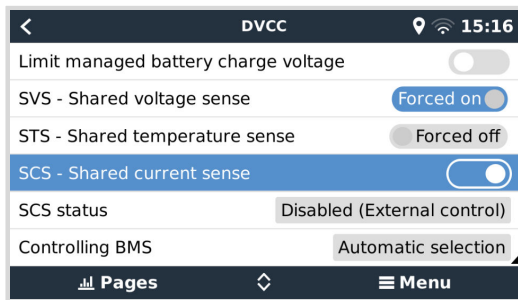 DVCC 15:16
Limit managed battery charge voltage
SVS - Shared voltage sense Forced on
STS - Shared temperature sense Forced off
SCS - Shared current sense
SCS status Disabled (External control)
Controlling BMS Automatic selection
Pages Menu